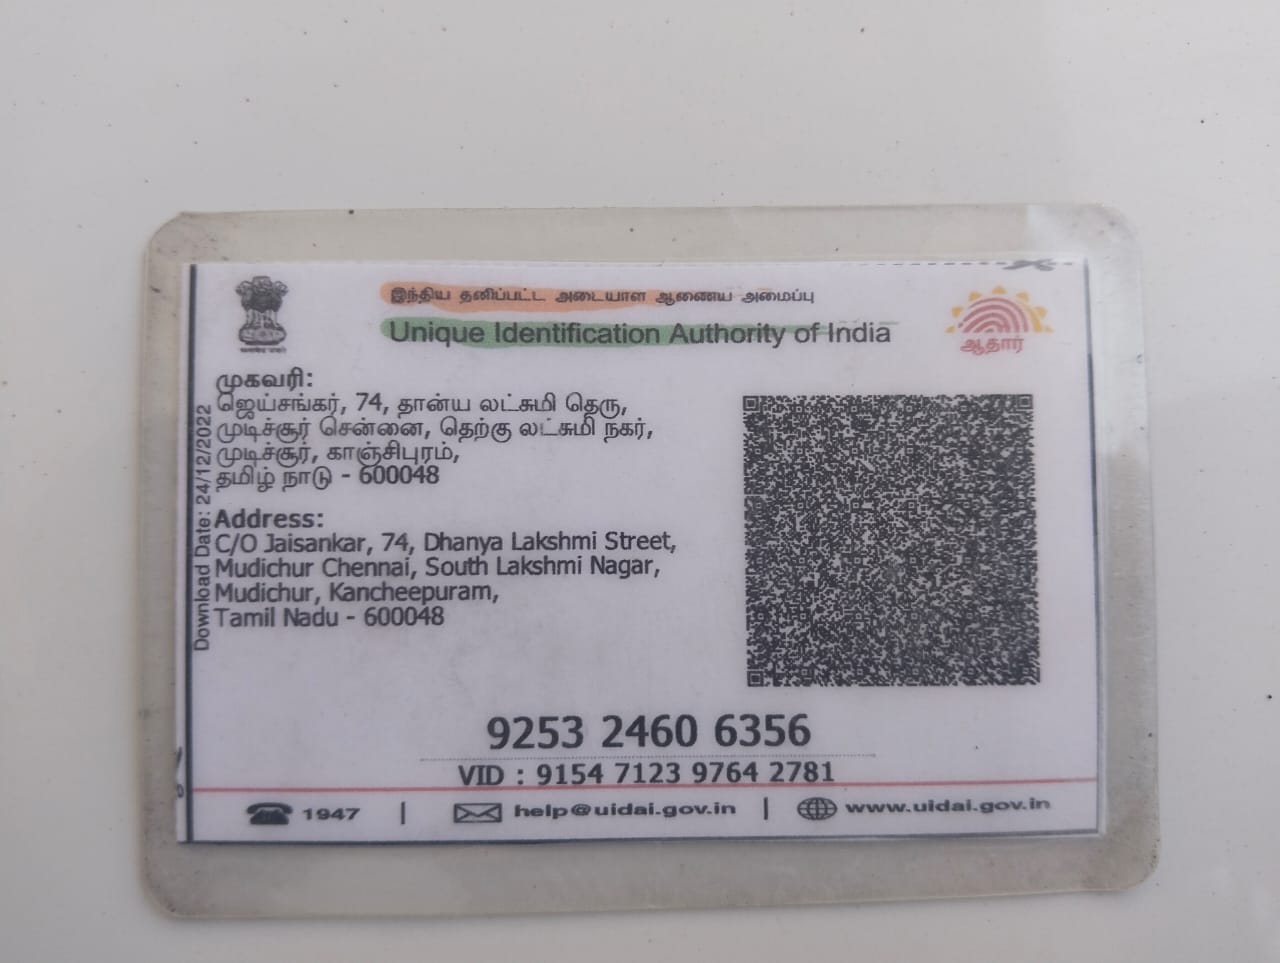 இந்திய தனிப்பட்ட அடையாள ஆணைய அமைப்பு
Unique Identification Authority of India
ஆதார்
முகவரி:
ஜெய்சங்கர், 74, தான்ய லட்சுமி தெரு,
முடிச்சூர் சென்னை, தெற்கு லட்சுமி நகர்,
முடிச்சூர், காஞ்சிபுரம்,
தமிழ் நாடு - 600048
Address:
C/O Jaisankar, 74, Dhanya Lakshmi Street,
Mudichur Chennai, South Lakshmi Nagar,
Mudichur, Kancheepuram,
Tamil Nadu - 600048
Download Date: 24/12/2022
9253 2460 6356
VID : 9154 7123 9764 2781
1947 | help@uidai.gov.in | www.uidai.gov.in